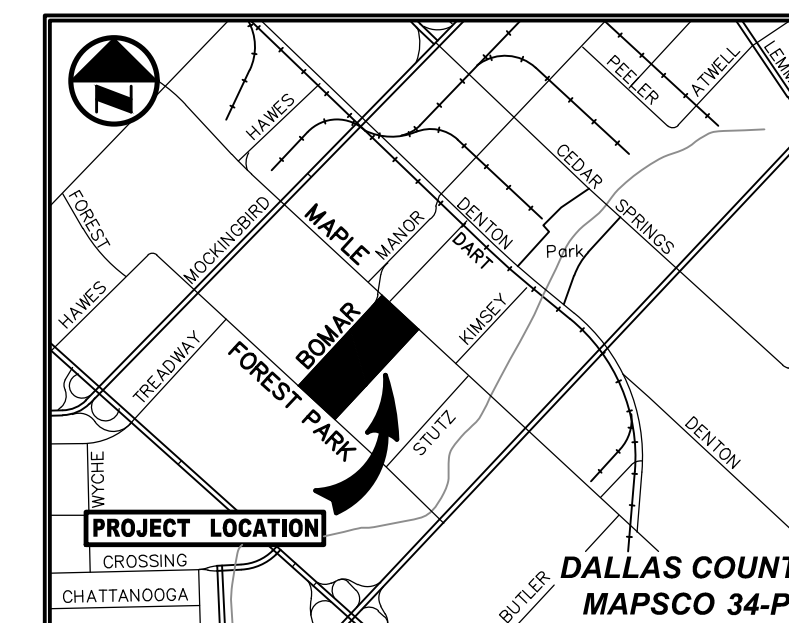 N
HAWES
PEELER
ATWELL
LEMM
CEDAR
SPRINGS
FOREST
MOCKINGBIRD
MAPLE
MANOR
DENTON
DART
Park
HAWES
TREADWAY
BOMAR
FOREST PARK
KIMSEY
STUTZ
DENTON
WYCHE
PROJECT LOCATION
CROSSING
CHATTANOOGA
BUTLER
DALLAS COUNT
MAPSCO 34-P